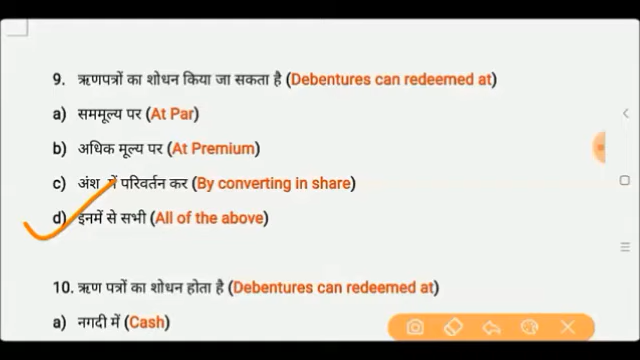 9. ऋणपत्रों का शोधन किया जा सकता है (Debentures can redeemed at)
a) सममूल्य पर (At Par)
b) अधिक मूल्य पर (At Premium)
c) अंश में परिवर्तन कर (By converting in share)
d) इनमें से सभी (All of the above)
10. ऋण पत्रों का शोधन होता है (Debentures can redeemed at)
a) नगदी में (Cash)